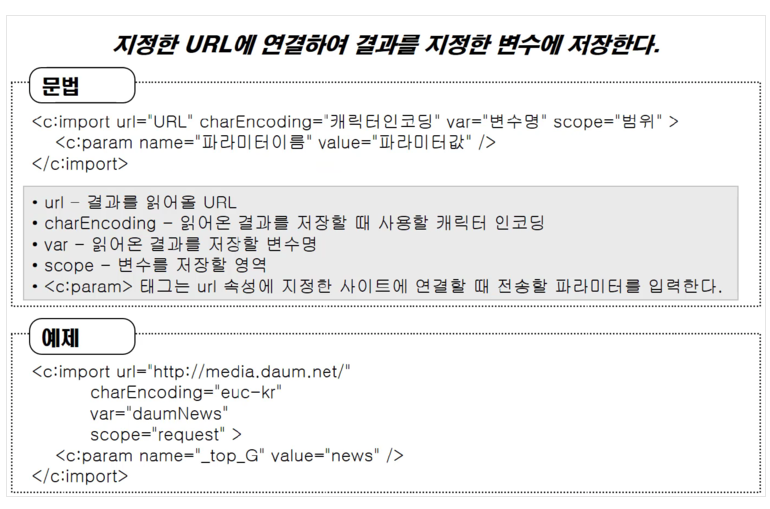 지정한 URL에 연결하여 결과를 지정한 변수에 저장한다.
문법
<c:import url="URL" charEncoding="캐릭터인코딩" var="변수명" scope="범위" >
<c:param name="파라미터이름" value="파라미터값" />
</c:import>
• url – 결과를 읽어올 URL
• charEncoding - 읽어온 결과를 저장할 때 사용할 캐릭터 인코딩
• var - 읽어온 결과를 저장할 변수명
• scope - 변수를 저장할 영역
• <c:param> 태그는 url 속성에 지정한 사이트에 연결할 때 전송할 파라미터를 입력한다.
예제
<c:import url="http://media.daum.net/"
charEncoding="euc-kr"
var="daumNews"
scope="request" >
<c:param name="_top_G" value="news" />
</c:import>